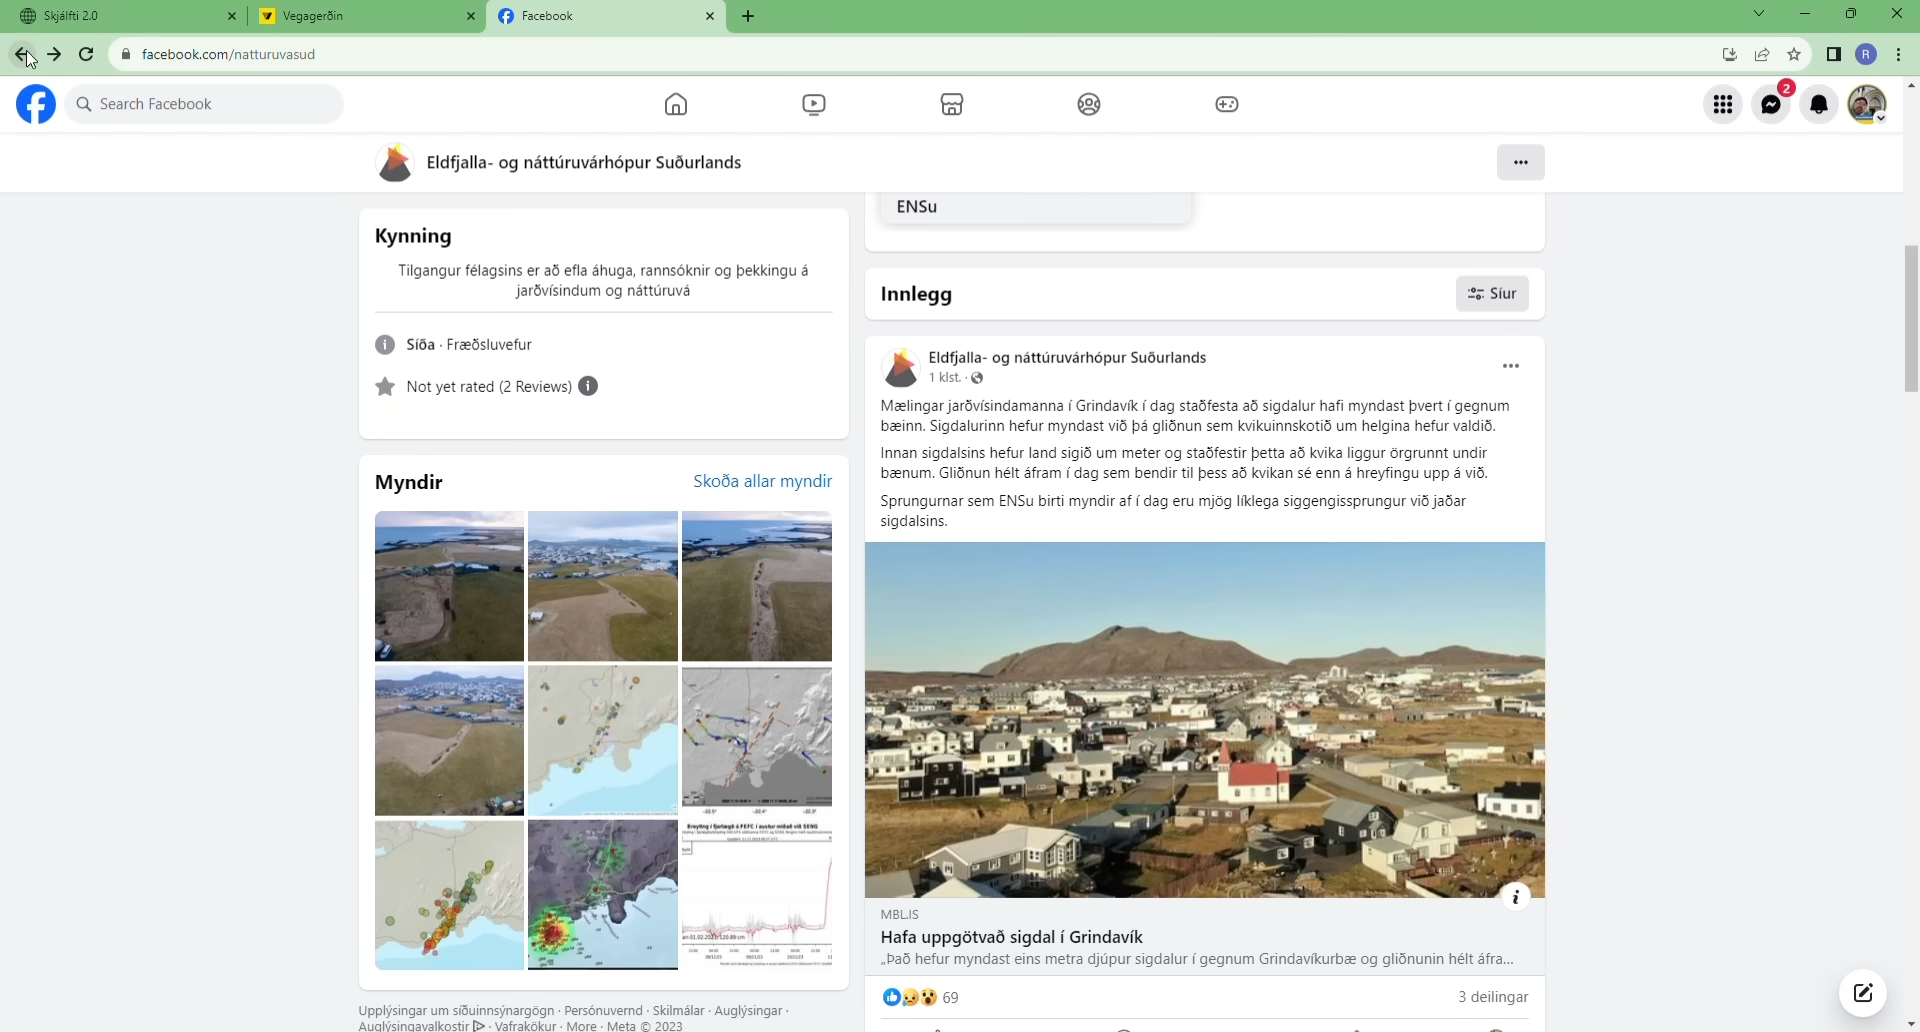 Skjálfti 2.0
Vegagerðin
Facebook
facebook.com/natturuvasud
R
Search Facebook
2
Eldfjalla- og náttúruvárhópur Suðurlands
ENSu
Kynning
Tilgangur félagsins er að efla áhuga, rannsóknir og þekkingu á
jarðvísindum og náttúruvá
Síða · Fræðsluvefur
Not yet rated (2 Reviews)
Myndir
Skoða allar myndir
Breyting í fjarlægð á FEFC í austur miðað við SENG
Upplýsingar um síðuinnsýnargögn · Persónuvernd · Skilmálar · Auglýsingar ·
Auglýsingavalkostir · Vafrakökur · More · Meta © 2023
Innlegg
Síur
Eldfjalla- og náttúruvárhópur Suðurlands
1 klst. ·
Mælingar jarðvísindamanna í Grindavík í dag staðfesta að sigdalur hafi myndast þvert í gegnum
bæinn. Sigdalurinn hefur myndast við þá gliðnun sem kvikuinnskotið um helgina hefur valdið.
Innan sigdalsins hefur land sigið um meter og staðfestir þetta að kvika liggur örgrunnt undir
bænum. Gliðnun hélt áfram í dag sem bendir til þess að kvikan sé enn á hreyfingu upp á við.
Sprungurnar sem ENSu birti myndir af í dag eru mjög líklega siggengissprungur við jaðar
sigdalsins.
MBL.IS
Hafa uppgötvað sigdal í Grindavík
„Það hefur myndast eins metra djúpur sigdalur í gegnum Grindavíkurbæ og gliðnunin hélt áfra...
69
3 deilingar